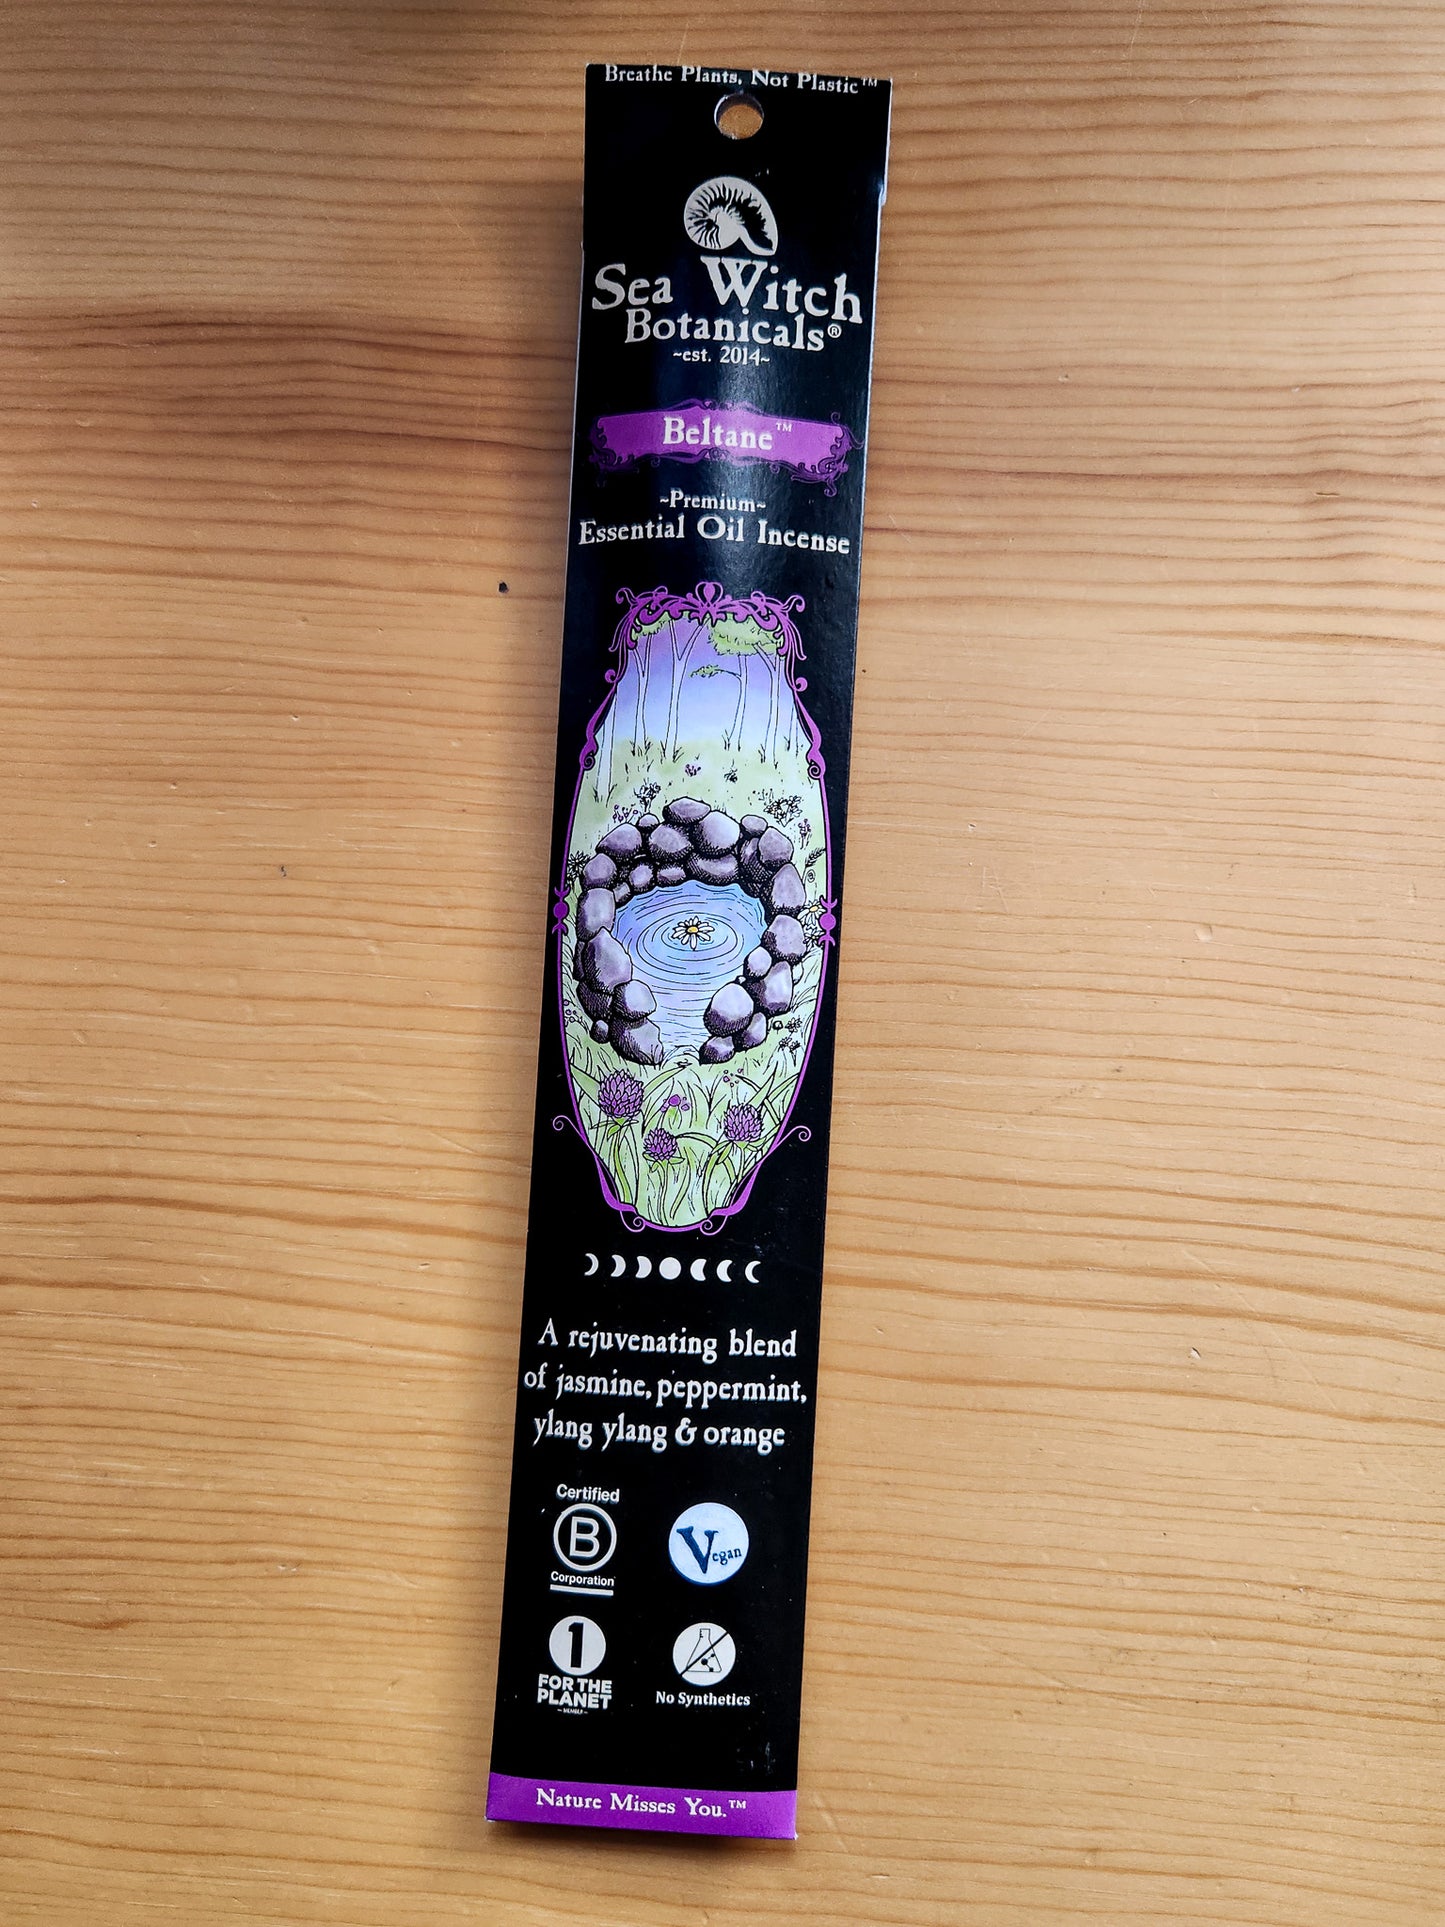 Breathe Plants, Not Plastic™
Sea Witch
Botanicals®
~est. 2014~
Beltane™
~Premium~
Essential Oil Incense
A rejuvenating blend
of jasmine, peppermint,
ylang ylang & orange
Certified
B
Corporation
Vegan
1
FOR THE
PLANET
MEMBER
No Synthetics
Nature Misses You.™